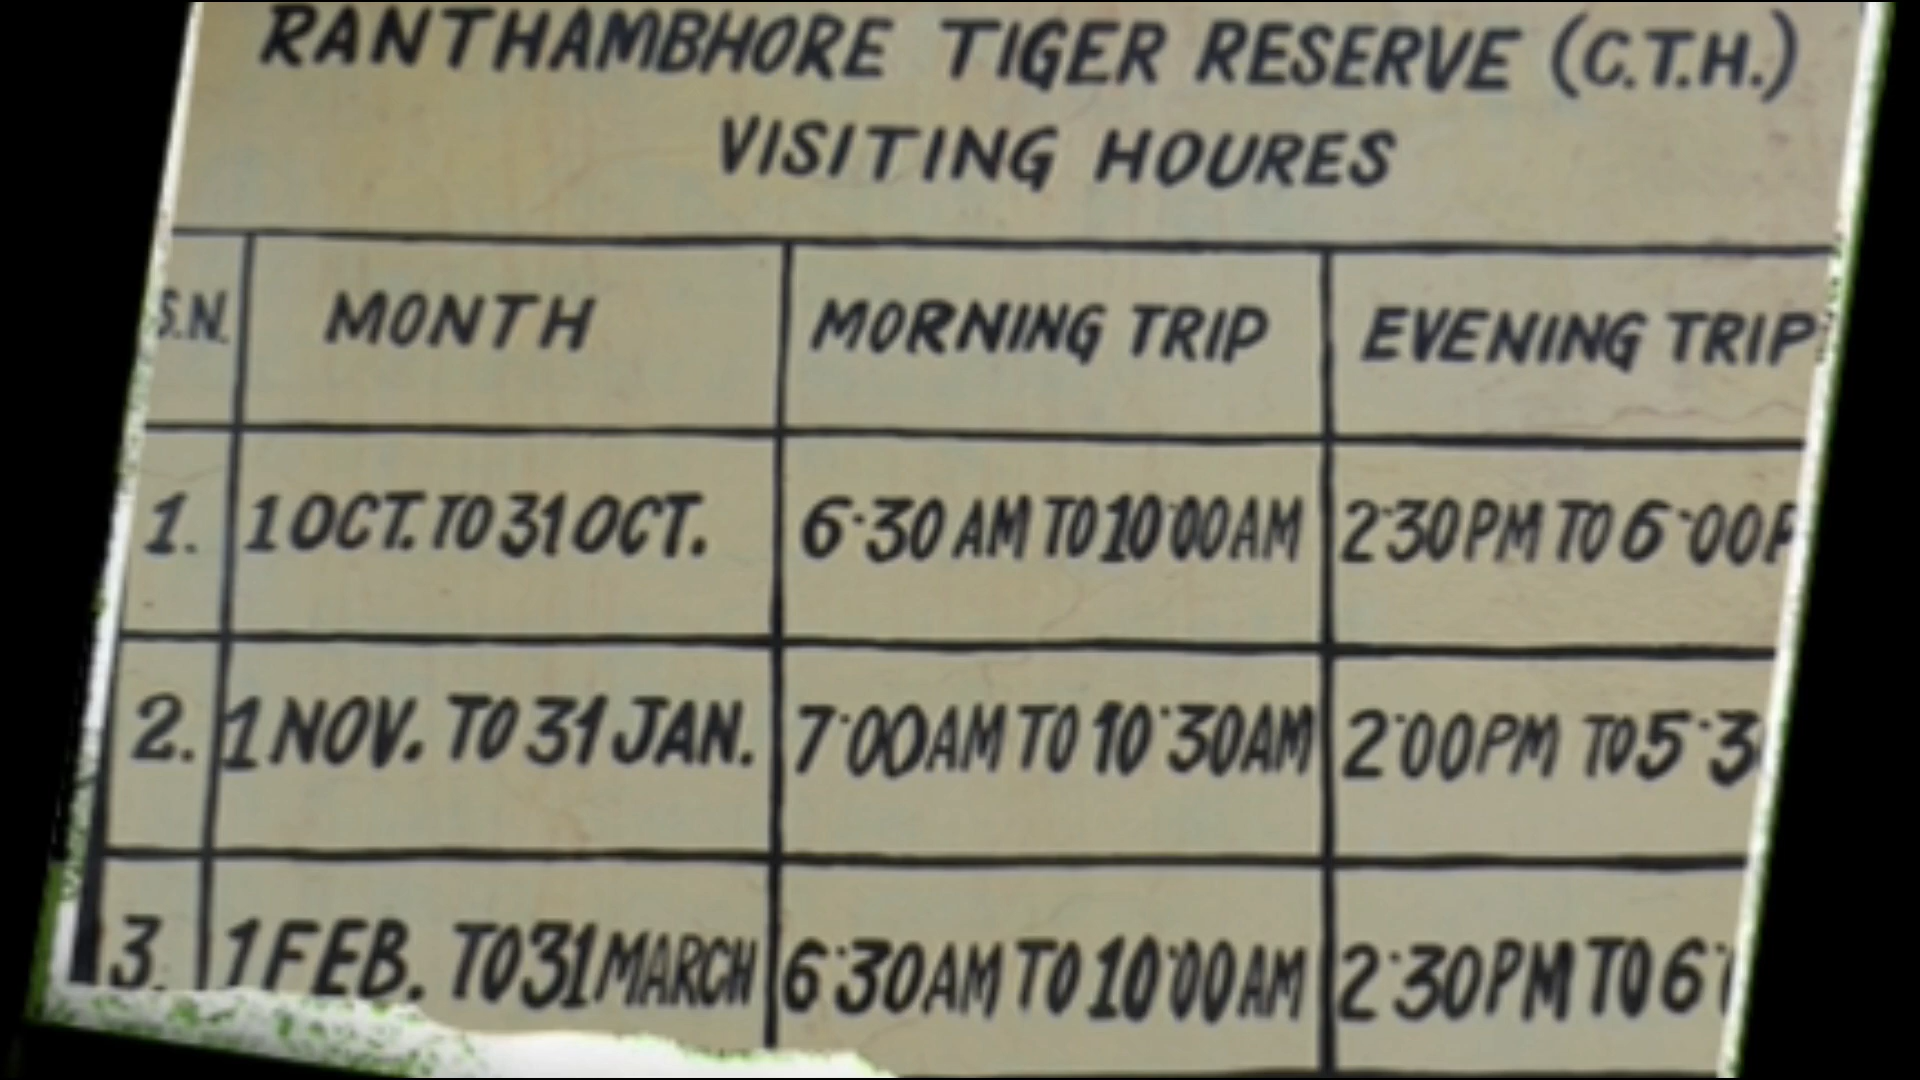 RANTHAMBHORE TIGER RESERVE (C.T.H.)
VISITING HOURES
S.N. MONTH MORNING TRIP EVENING TRIP
1. 1 OCT. TO 31 OCT. 6·30 AM TO 10·00 AM 2·30 PM TO 6·00 P
2. 1 NOV. TO 31 JAN. 7·00 AM TO 10·30 AM 2·00 PM TO 5·3
3. 1 FEB. TO 31 MARCH 6·30 AM TO 10·00 AM 2·30 PM TO 6·